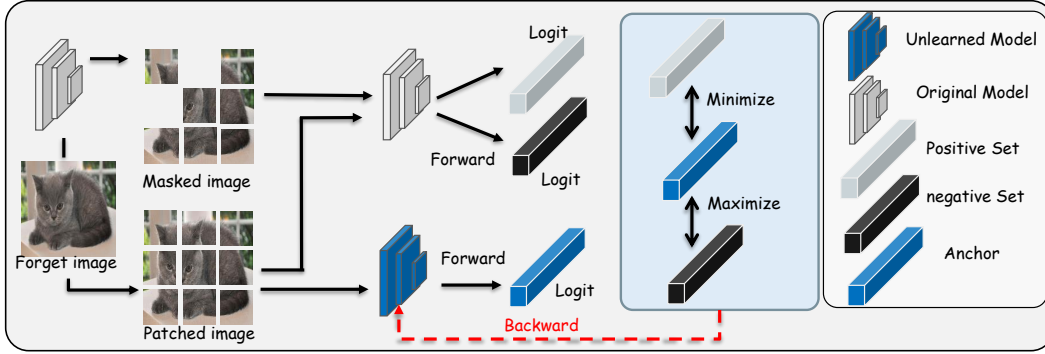 Masked image
Forget image
Patched image
Logit
Forward
Logit
Forward
Logit
Backward
Minimize
Maximize
Unlearned Model
Original Model
Positive Set
negative Set
Anchor